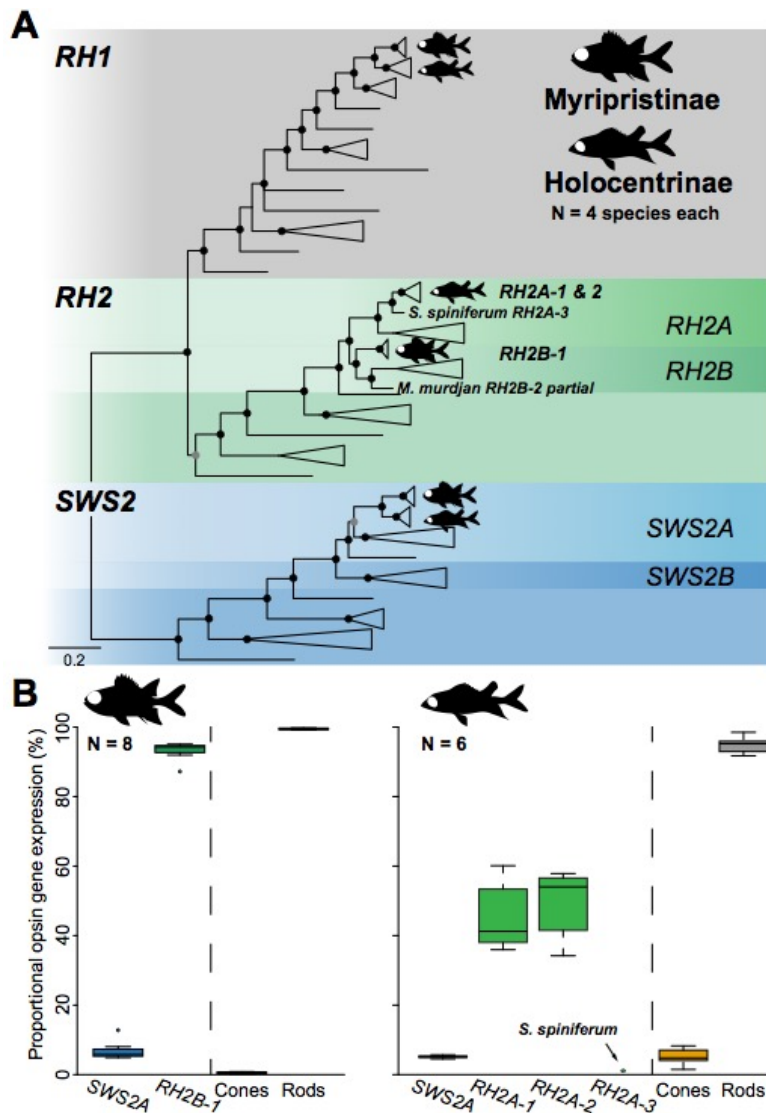 A
RH1
Myripristinae
Holocentrinae
N = 4 species each
RH2
RH2A-1 & 2
S. spiniferum RH2A-3
RH2A
RH2B-1
RH2B
M. murdjan RH2B-2 partial
SWS2
SWS2A
SWS2B
0.2
B
Proportional opsin gene expression (%)
100
80
60
40
20
0
N = 8
SWS2A
RH2B-1
Cones
Rods
N = 6
S. spiniferum
SWS2A
RH2A-1
RH2A-2
RH2A-3
Cones
Rods